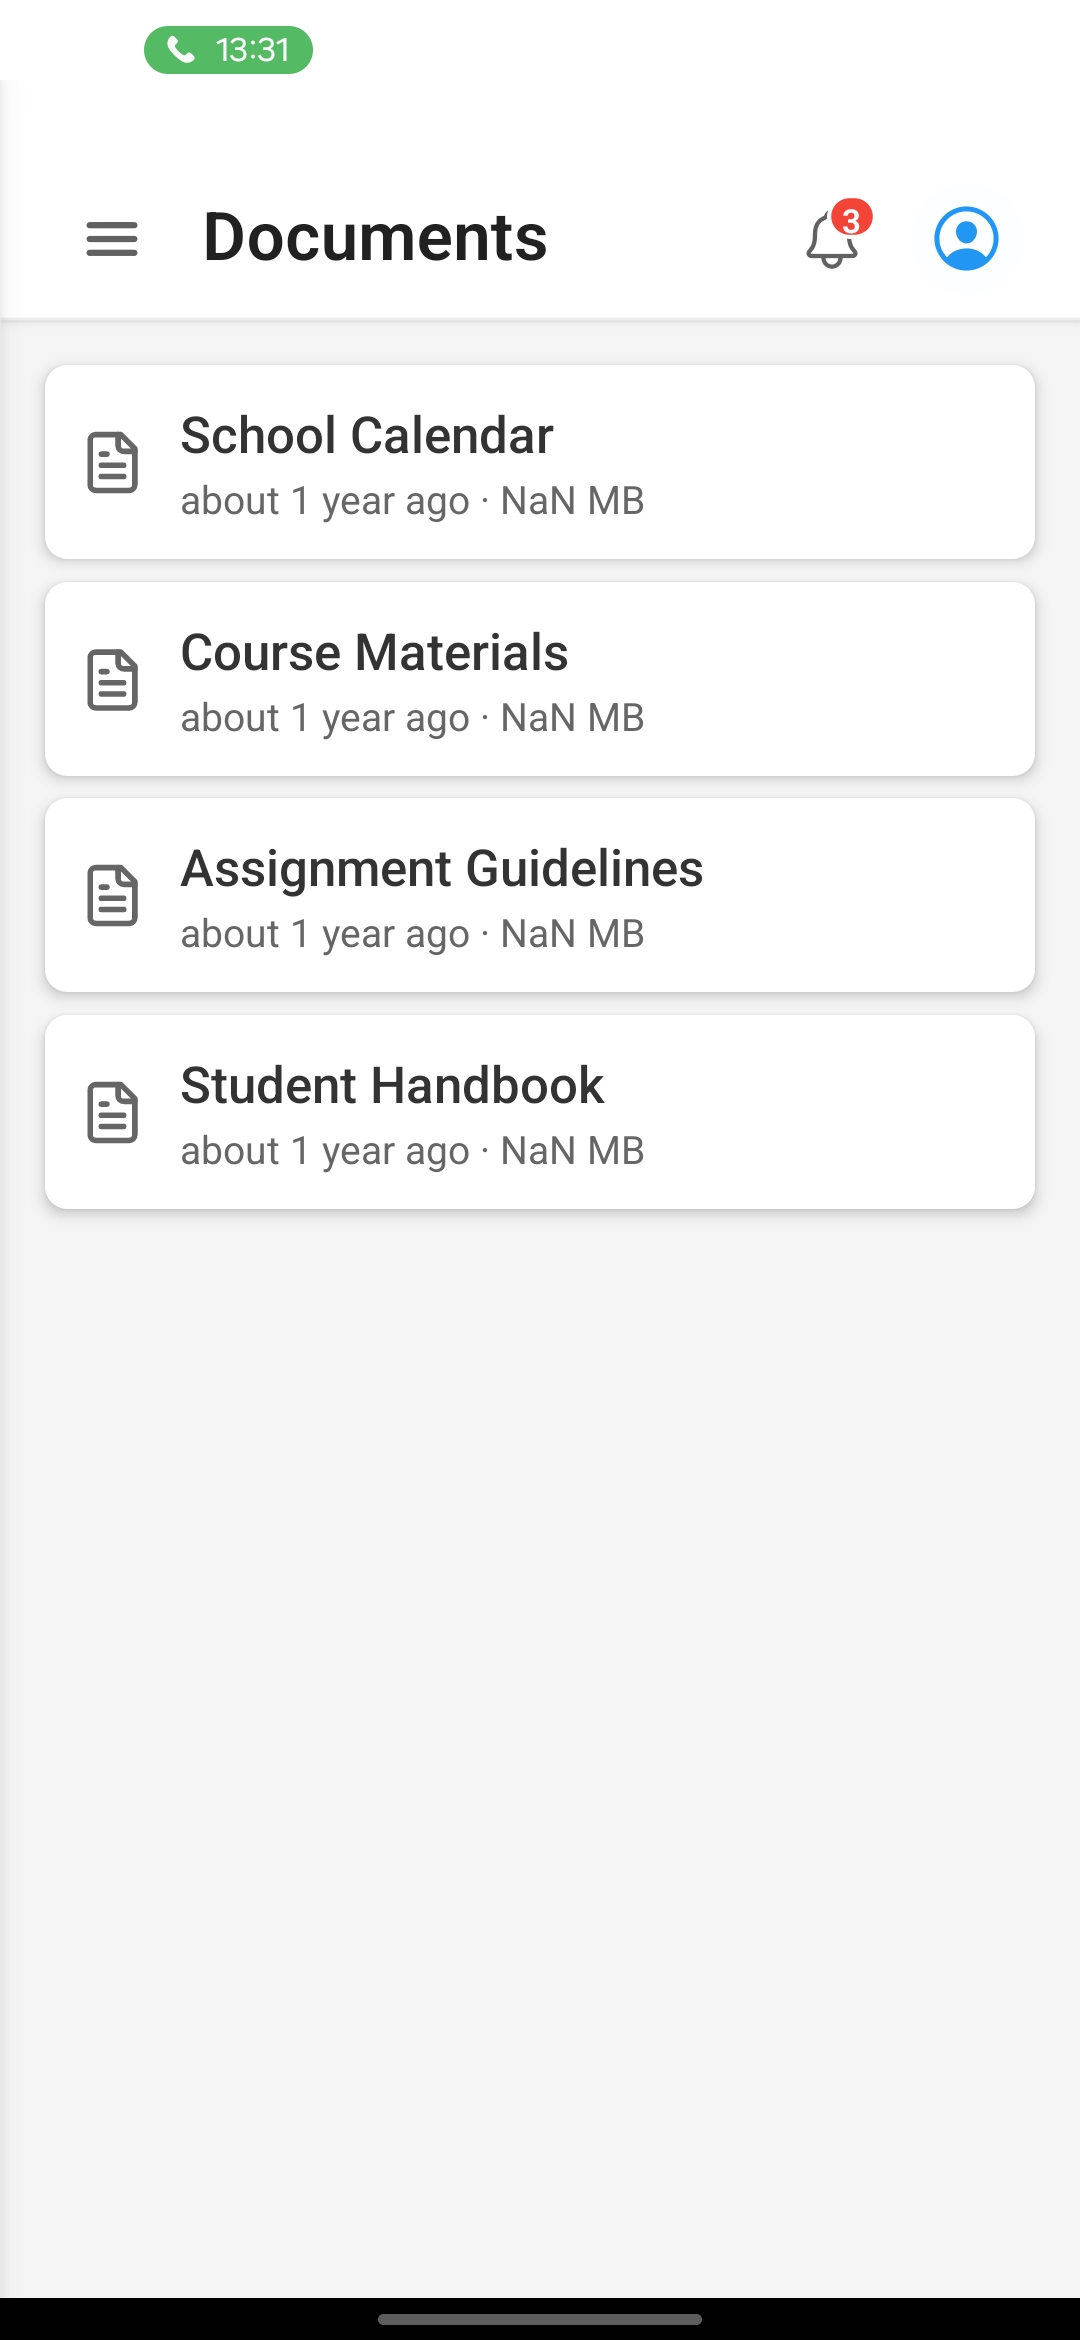 13:31
Documents
3
School Calendar
about 1 year ago · NaN MB
Course Materials
about 1 year ago · NaN MB
Assignment Guidelines
about 1 year ago · NaN MB
Student Handbook
about 1 year ago · NaN MB